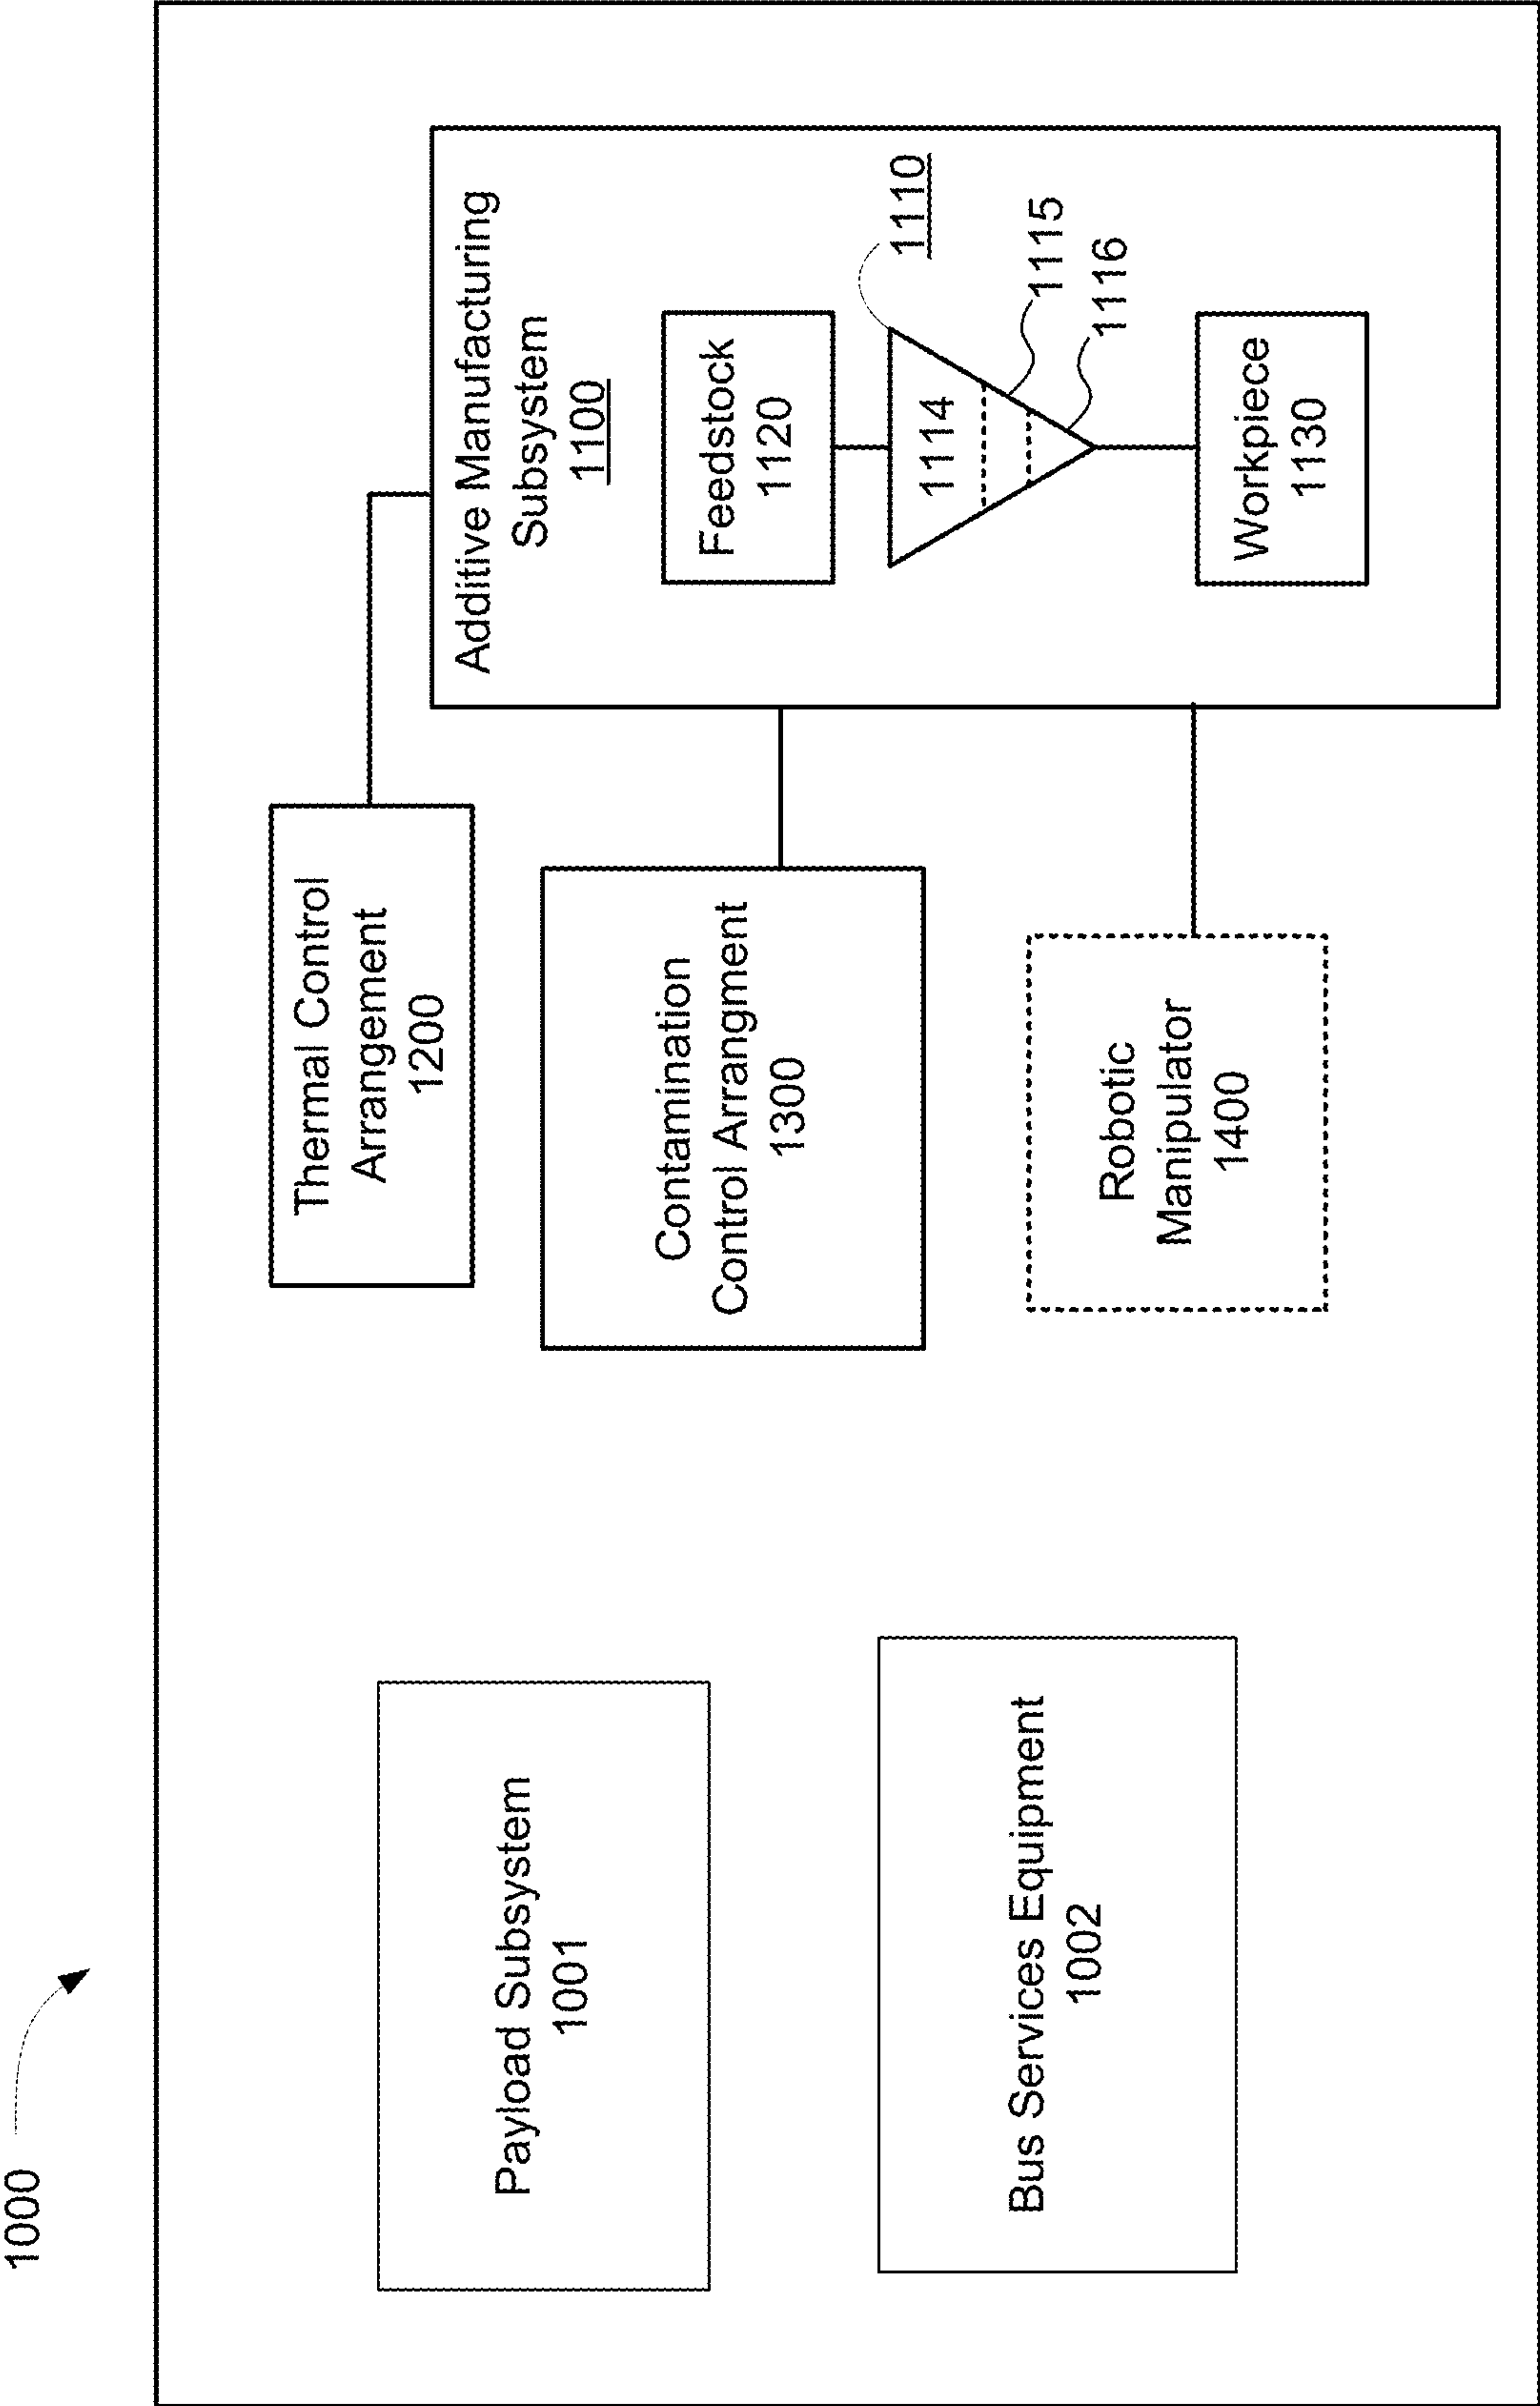 1000
Payload Subsystem
1001
Bus Services Equipment
1002
Thermal Control
Arrangement
1200
Contamination
Control Arrangment
1300
Robotic
Manipulator
1400
Additive Manufacturing
Subsystem
1100
Feedstock
1120
1110
1114
1115
1116
Workpiece
1130